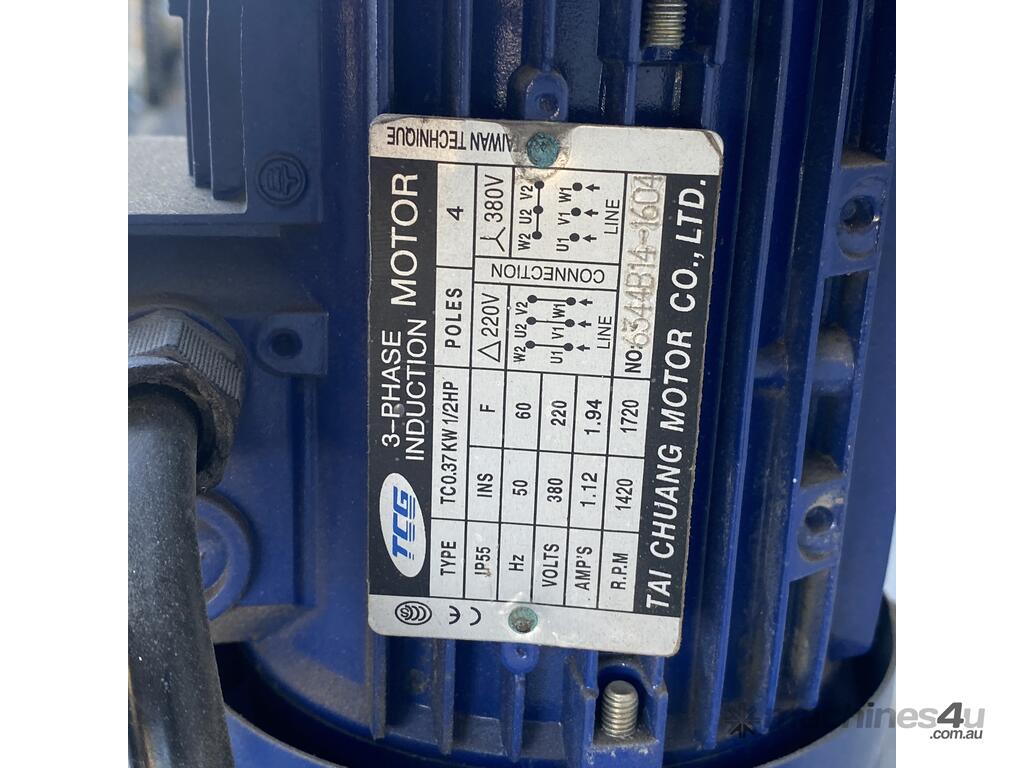 TAIWAN TECHNIQUE
TCG
3-PHASE
INDUCTION MOTOR
TYPE TC0.37KW1/2HP POLES 4
IP55 INS F △220V 380V
Hz 50 60
VOLTS 380 220
AMP'S 1.12 1.94
R.P.M 1420 1720
CONNECTION
W2 U2 V2
U1 V1 W1
LINE
W2 U2 V2
U1 V1 W1
LINE
NO: 6344B14-1604
TAI CHUANG MOTOR CO.,LTD.
CCC
CE
machines4u
.com.au